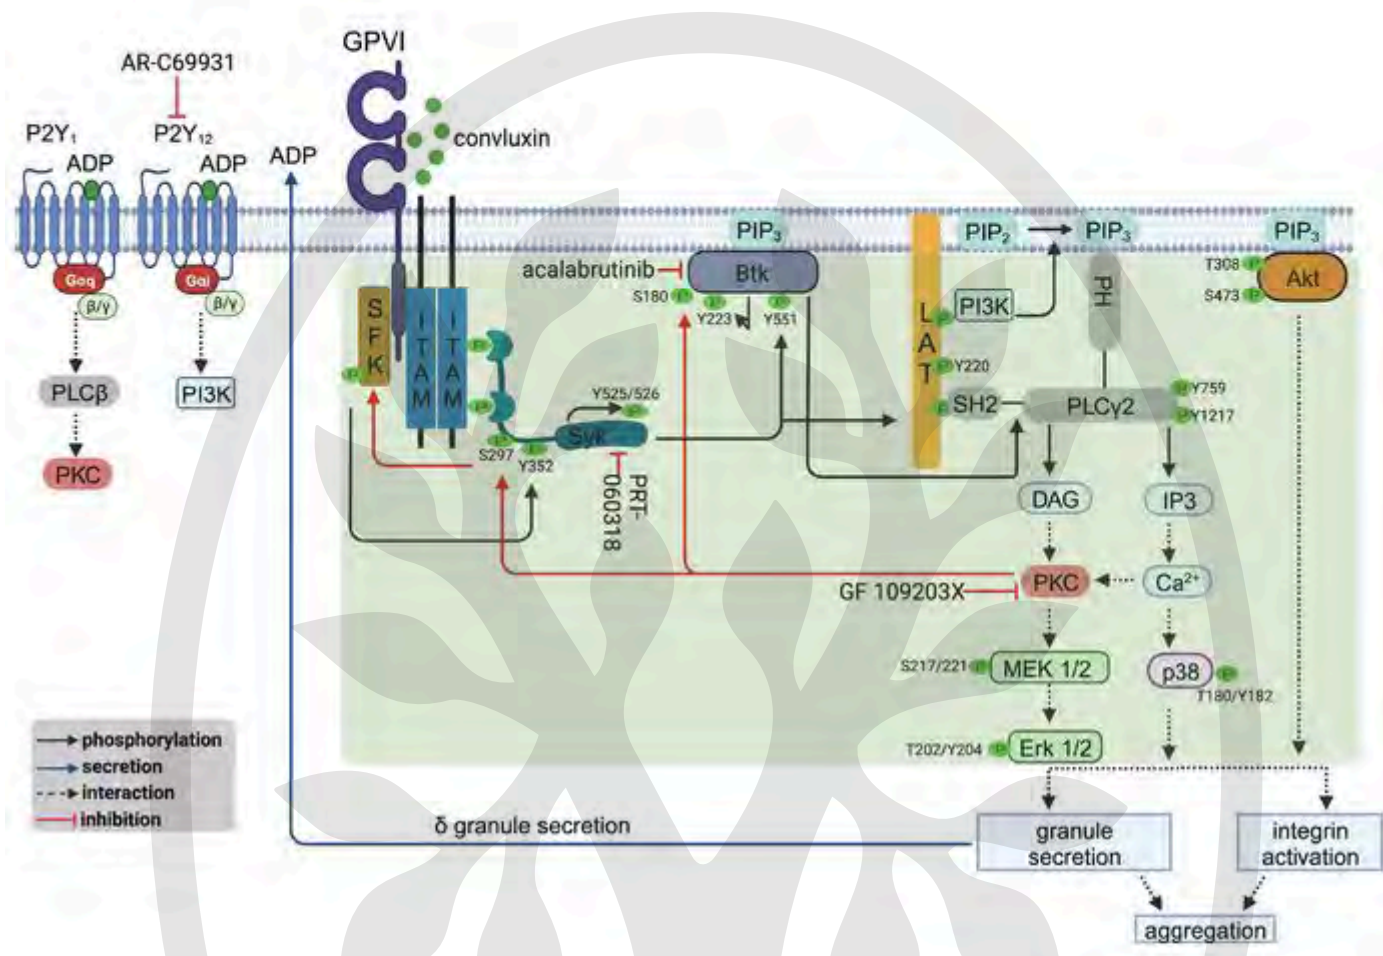 GPVI
AR-C69931
P2Y₁
P2Y₁₂
ADP
ADP
ADP
convluxin
Gαq
β/γ
Gαi
β/γ
PLCβ
PI3K
PKC
SFK
ITAM
ITAM
P
P
P
S297
P
P
Y352
Syk
Y525/526
P
PRT-
060318
acalabrutinib
PIP₃
Btk
S180
P
P
Y223
P
Y551
LAT
PIP₂
PIP₃
PI3K
P
P
Y220
P
SH2
PH
PLCγ2
P
Y759
P
Y1217
PIP₃
T308
P
S473
P
Akt
DAG
IP3
PKC
Ca²⁺
GF 109203X
S217/221
P
MEK 1/2
p38
P
T180/Y182
T202/Y204
P
Erk 1/2
phosphorylation
secretion
interaction
inhibition
δ granule secretion
granule
secretion
integrin
activation
aggregation